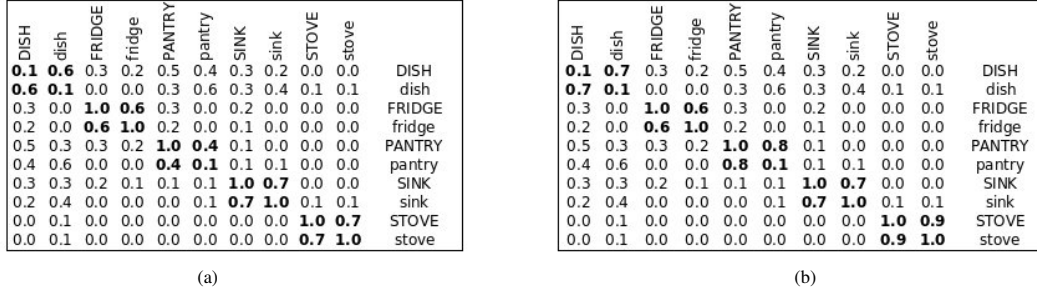 DISH dish FRIDGE fridge PANTRY pantry SINK sink STOVE stove
0.1 0.6 0.3 0.2 0.5 0.4 0.3 0.2 0.0 0.0 DISH
0.6 0.1 0.0 0.0 0.3 0.6 0.3 0.4 0.1 0.1 dish
0.3 0.0 1.0 0.6 0.3 0.0 0.2 0.0 0.0 0.0 FRIDGE
0.2 0.0 0.6 1.0 0.2 0.0 0.1 0.0 0.0 0.0 fridge
0.5 0.3 0.3 0.2 1.0 0.4 0.1 0.0 0.0 0.0 PANTRY
0.4 0.6 0.0 0.0 0.4 0.1 0.1 0.1 0.0 0.0 pantry
0.3 0.3 0.2 0.1 0.1 0.1 1.0 0.7 0.0 0.0 SINK
0.2 0.4 0.0 0.0 0.0 0.1 0.7 1.0 0.1 0.1 sink
0.0 0.1 0.0 0.0 0.0 0.0 0.0 0.0 1.0 0.7 STOVE
0.0 0.1 0.0 0.0 0.0 0.0 0.0 0.0 0.7 1.0 stove
(a)
DISH dish FRIDGE fridge PANTRY pantry SINK sink STOVE stove
0.1 0.7 0.3 0.2 0.5 0.4 0.3 0.2 0.0 0.0 DISH
0.7 0.1 0.0 0.0 0.3 0.6 0.3 0.4 0.1 0.1 dish
0.3 0.0 1.0 0.6 0.3 0.0 0.2 0.0 0.0 0.0 FRIDGE
0.2 0.0 0.6 1.0 0.2 0.0 0.1 0.0 0.0 0.0 fridge
0.5 0.3 0.3 0.2 1.0 0.8 0.1 0.0 0.0 0.0 PANTRY
0.4 0.6 0.0 0.0 0.8 0.1 0.1 0.1 0.0 0.0 pantry
0.3 0.3 0.2 0.1 0.1 0.1 1.0 0.7 0.0 0.0 SINK
0.2 0.4 0.0 0.0 0.0 0.1 0.7 1.0 0.1 0.1 sink
0.0 0.1 0.0 0.0 0.0 0.0 0.0 0.0 1.0 0.9 STOVE
0.0 0.1 0.0 0.0 0.0 0.0 0.0 0.0 0.9 1.0 stove
(b)